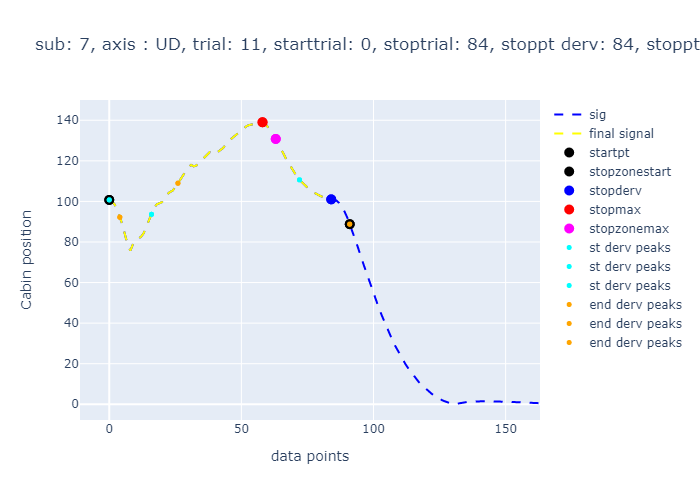 sub: 7, axis : UD, trial: 11, starttrial: 0, stoptrial: 84, stoppt derv: 84, stoppt
140
120
100
80
60
40
20
0
0
50
100
150
Cabin position
data points
sig
final signal
startpt
stopzonestart
stopderv
stopmax
stopzonemax
st derv peaks
st derv peaks
st derv peaks
end derv peaks
end derv peaks
end derv peaks